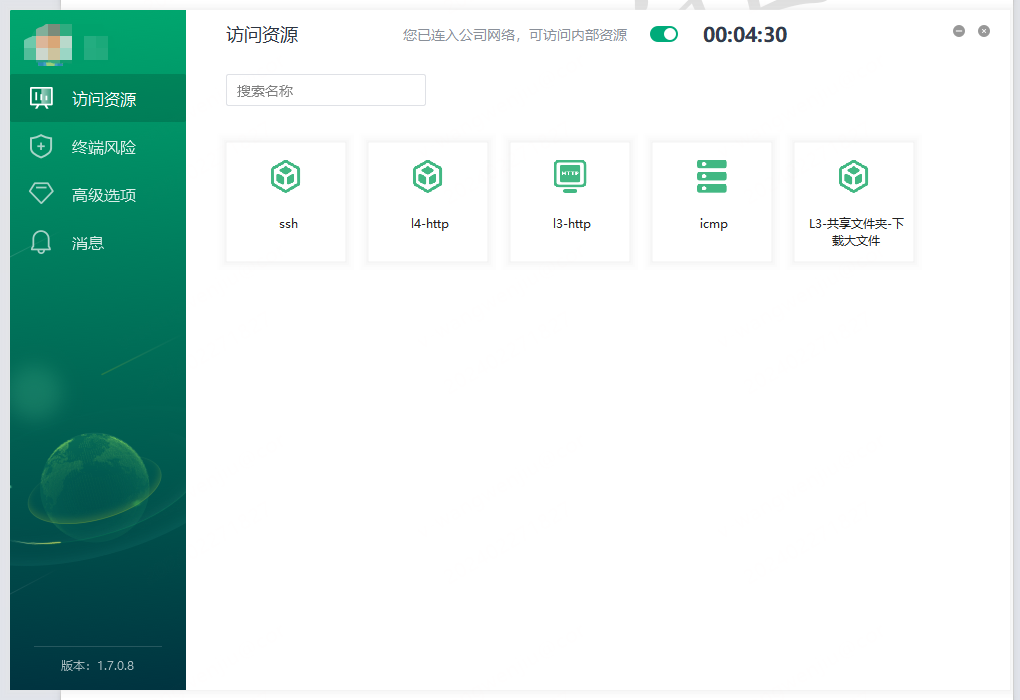 访问资源
您已连入公司网络，可访问内部资源
00:04:30
访问资源
终端风险
高级选项
消息
搜索名称
ssh
l4-http
HTTP
l3-http
icmp
L3-共享文件夹-下
载大文件
版本：1.7.0.8